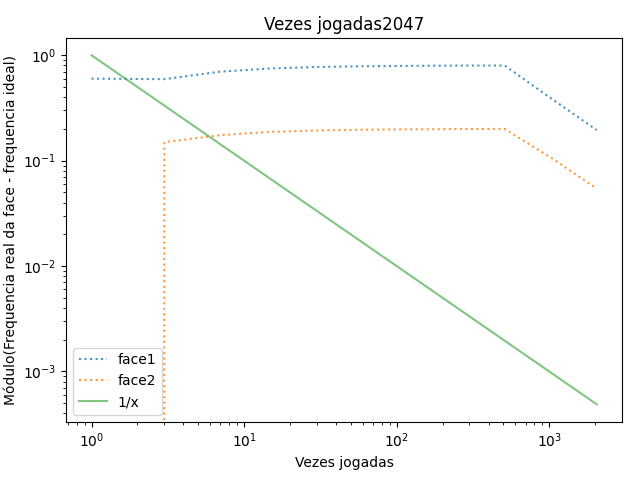 Vezes jogadas2047
Módulo(Frequencia real da face - frequencia ideal)
10⁰
10⁻¹
10⁻²
10⁻³
face1
face2
1/x
10⁰
10¹
10²
10³
Vezes jogadas